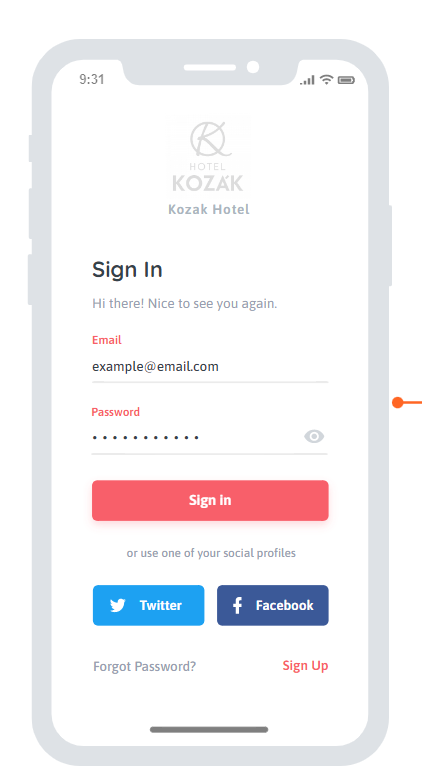 9:31
HOTEL
KOZÁK
Kozak Hotel
Sign In
Hi there! Nice to see you again.
Email
example@email.com
Password
• • • • • • • • • • •
Sign in
or use one of your social profiles
Twitter Facebook
Forgot Password? Sign Up